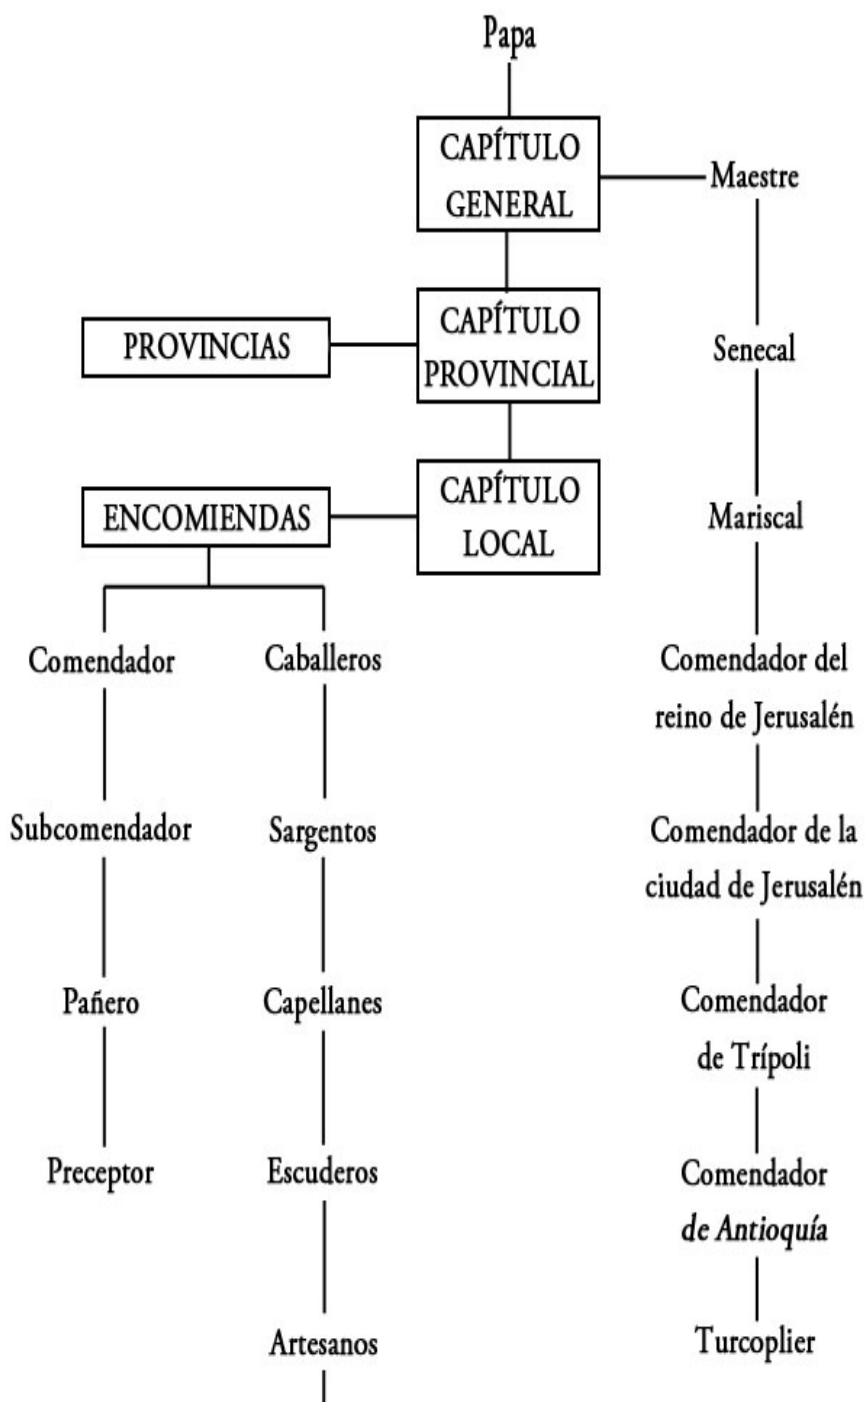 Papa
CAPÍTULO
GENERAL
Maestre
PROVINCIAS
CAPÍTULO
PROVINCIAL
Senecal
ENCOMIENDAS
CAPÍTULO
LOCAL
Mariscal
Comendador
Caballeros
Comendador del
reino de Jerusalén
Subcomendador
Sargentos
Comendador de la
ciudad de Jerusalén
Pañero
Capellanes
Comendador
de Trípoli
Preceptor
Escuderos
Comendador
de Antioquía
Artesanos
Turcoplier